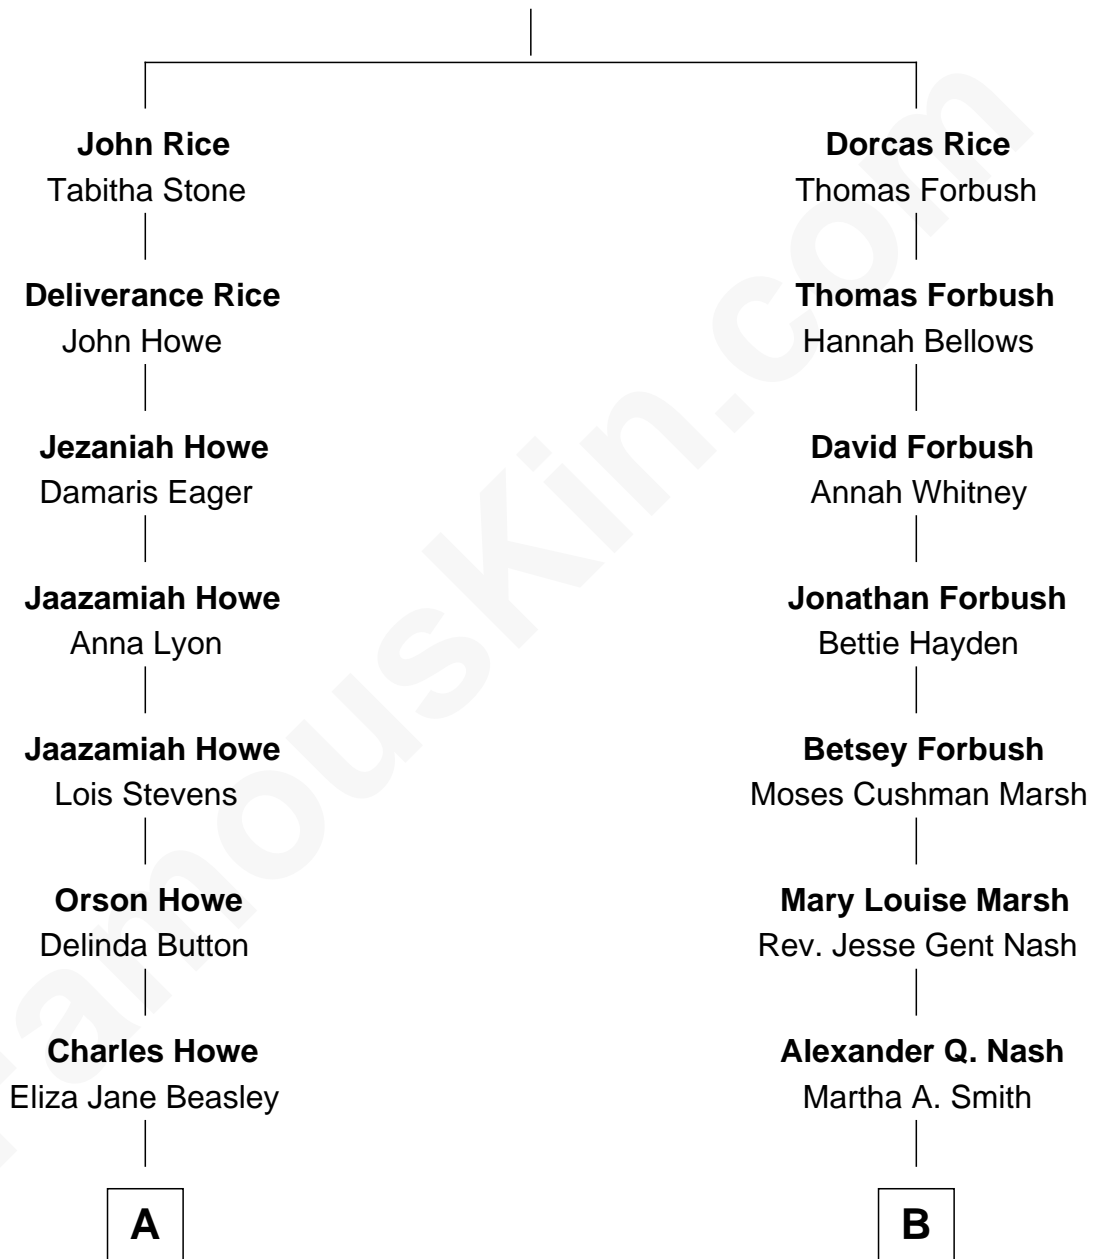 John Rice
Tabitha Stone
Dorcas Rice
Thomas Forbush
Deliverance Rice
John Howe
Thomas Forbush
Hannah Bellows
Jezaniah Howe
Damaris Eager
David Forbush
Annah Whitney
Jaazamiah Howe
Anna Lyon
Jonathan Forbush
Bettie Hayden
Jaazamiah Howe
Lois Stevens
Betsey Forbush
Moses Cushman Marsh
Orson Howe
Delinda Button
Mary Louise Marsh
Rev. Jesse Gent Nash
Charles Howe
Eliza Jane Beasley
Alexander Q. Nash
Martha A. Smith
A
B
FamousKin.com